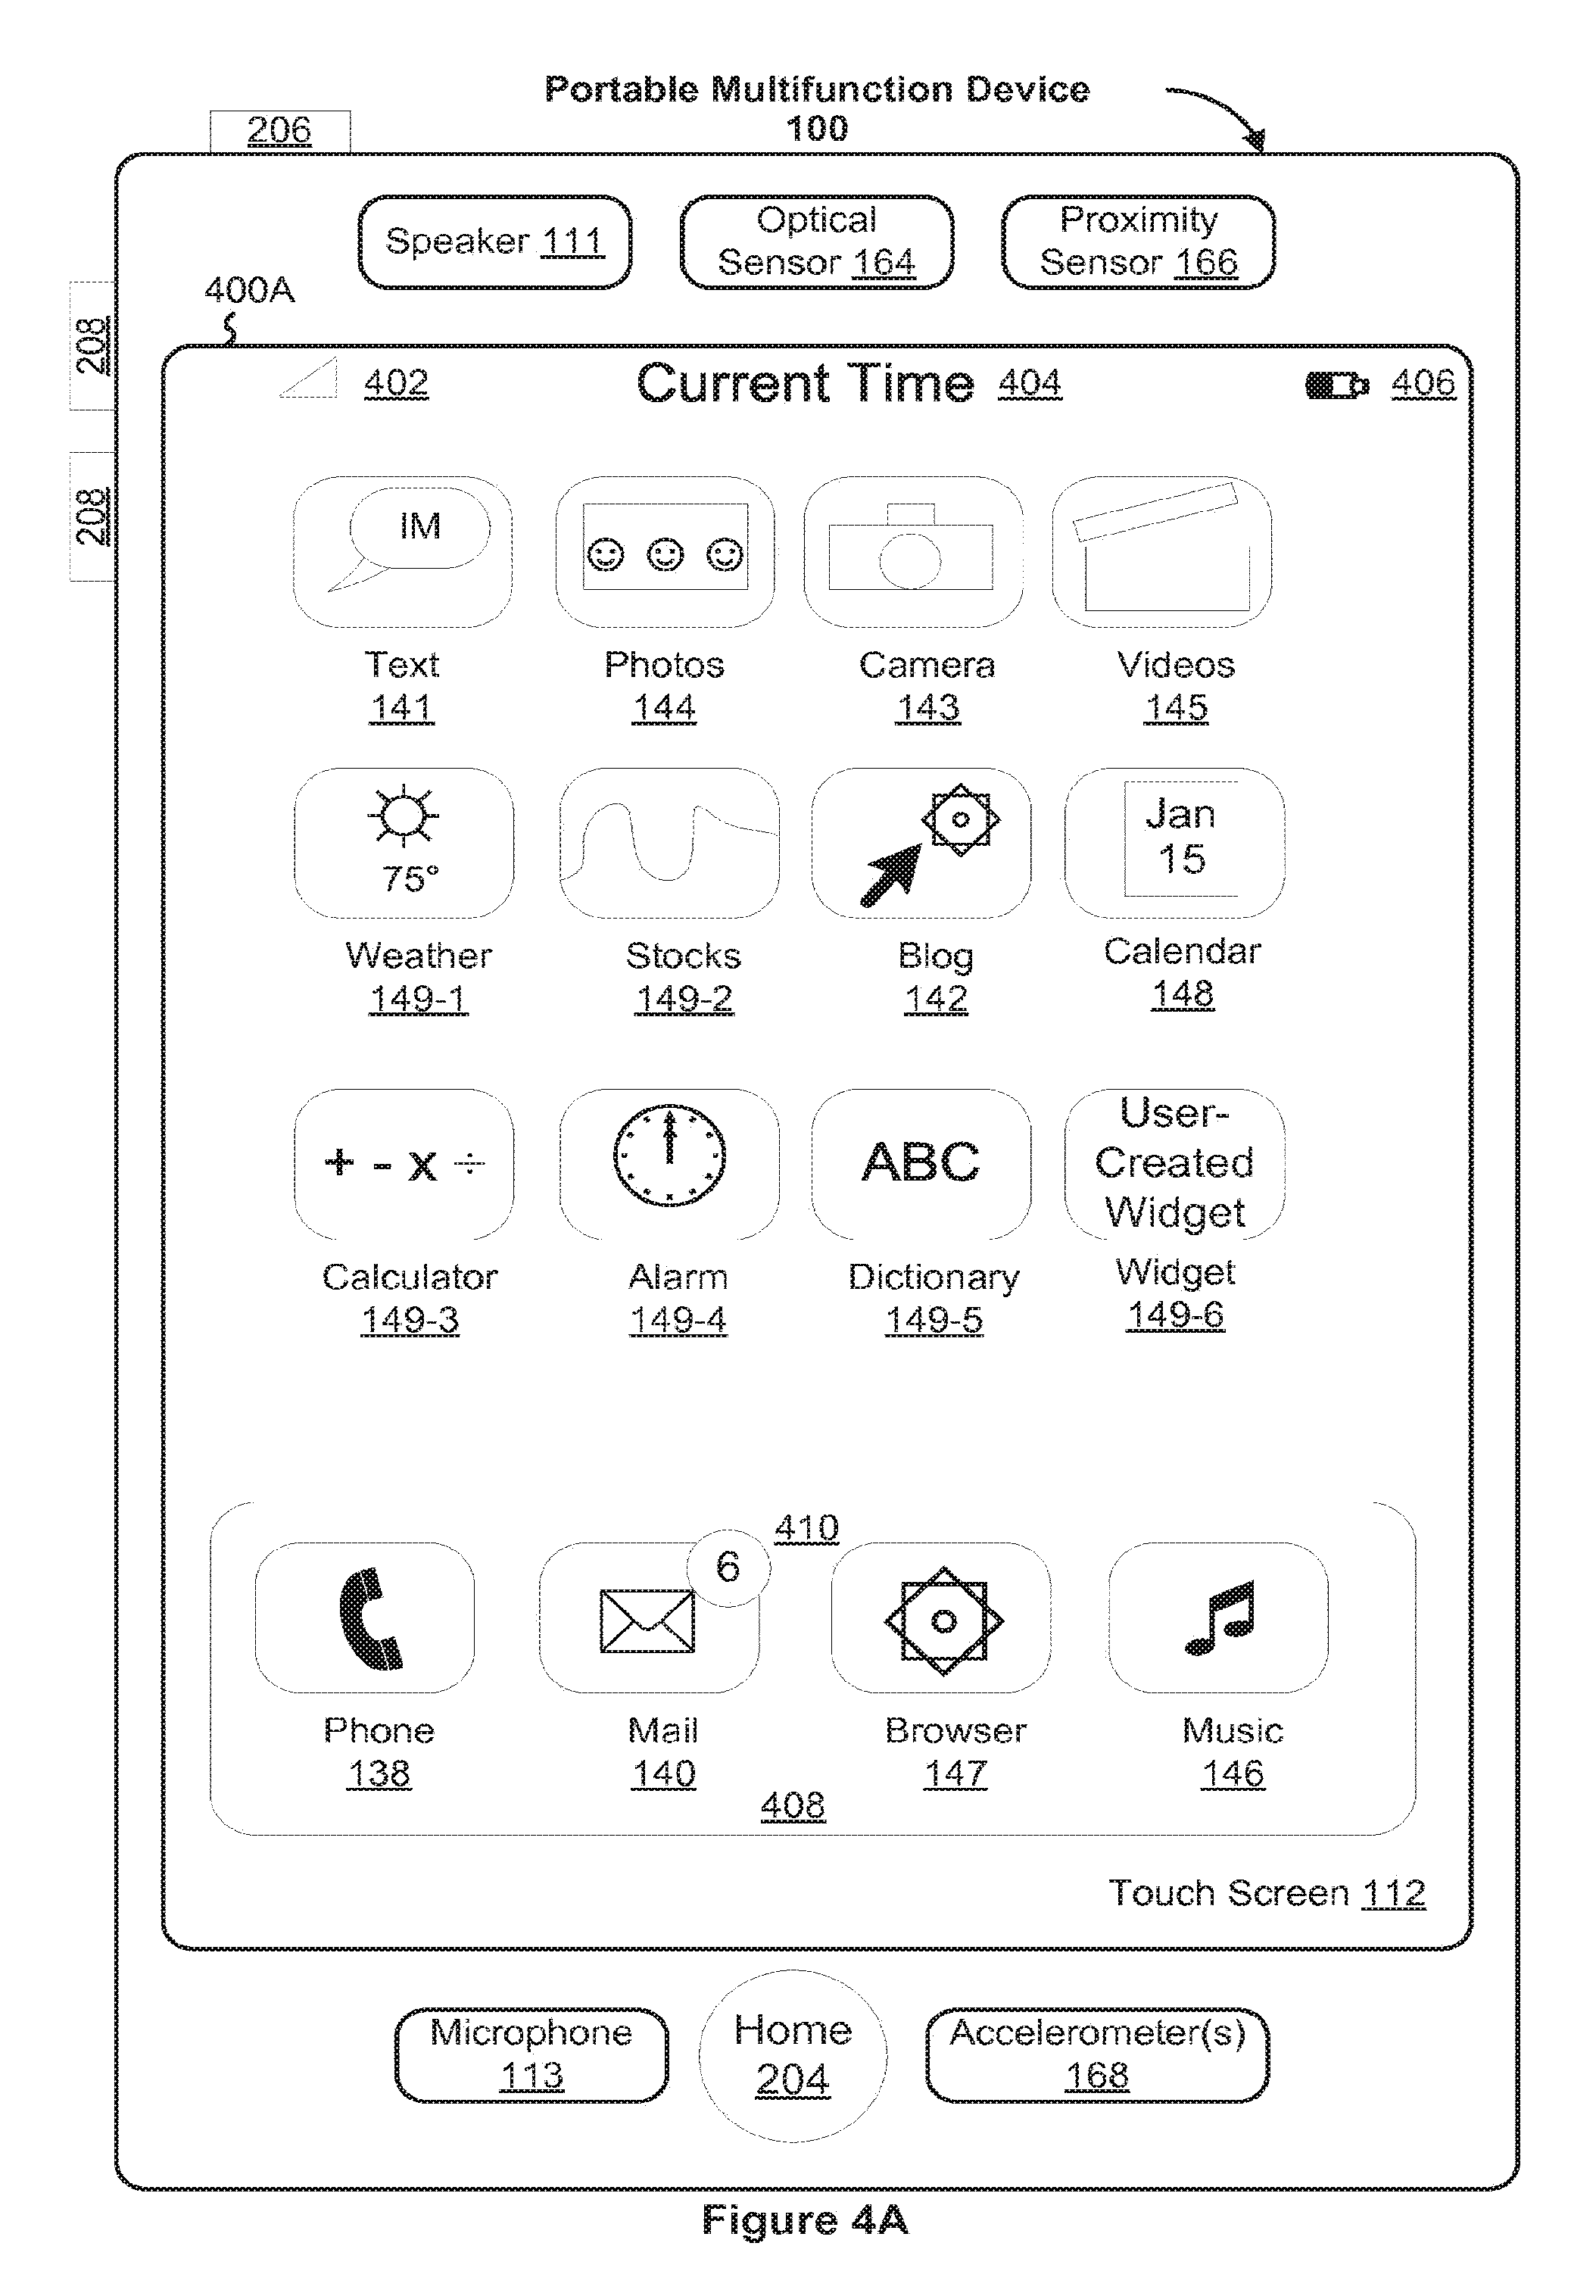 Portable Multifunction Device
100
206
Speaker 111
Optical
Sensor 164
Proximity
Sensor 166
400A
208
208
402
Current Time 404
406
IM
Text
141
Photos
144
Camera
143
Videos
145
75°
Weather
149-1
Stocks
149-2
Blog
142
Jan
15
Calendar
148
+ - x ÷
Calculator
149-3
Alarm
149-4
ABC
Dictionary
149-5
User-
Created
Widget
Widget
149-6
410
6
Phone
138
Mail
140
Browser
147
Music
146
408
Touch Screen 112
Microphone
113
Home
204
Accelerometer(s)
168
Figure 4A